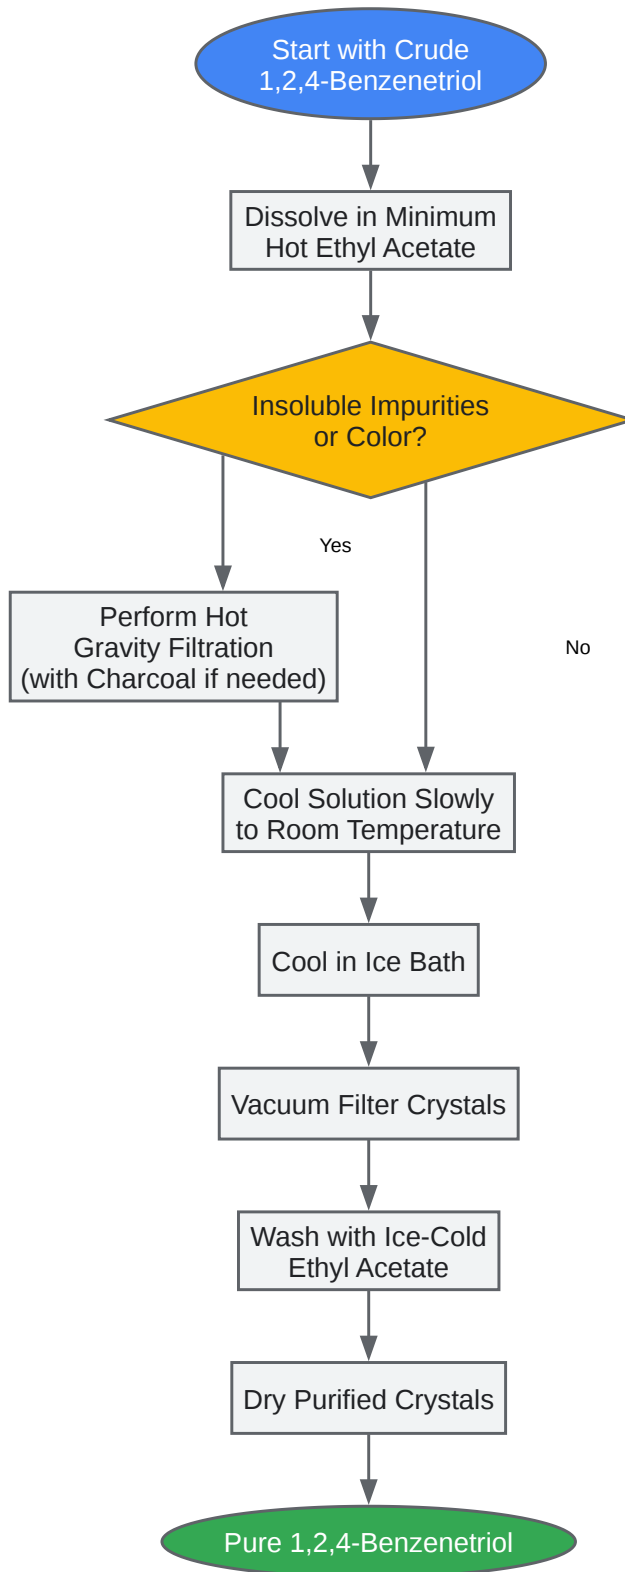 Start with Crude
1,2,4-Benzenetriol
Dissolve in Minimum
Hot Ethyl Acetate
Insoluble Impurities
or Color?
Yes
Perform Hot
Gravity Filtration
(with Charcoal if needed)
No
Cool Solution Slowly
to Room Temperature
Cool in Ice Bath
Vacuum Filter Crystals
Wash with Ice-Cold
Ethyl Acetate
Dry Purified Crystals
Pure 1,2,4-Benzenetriol